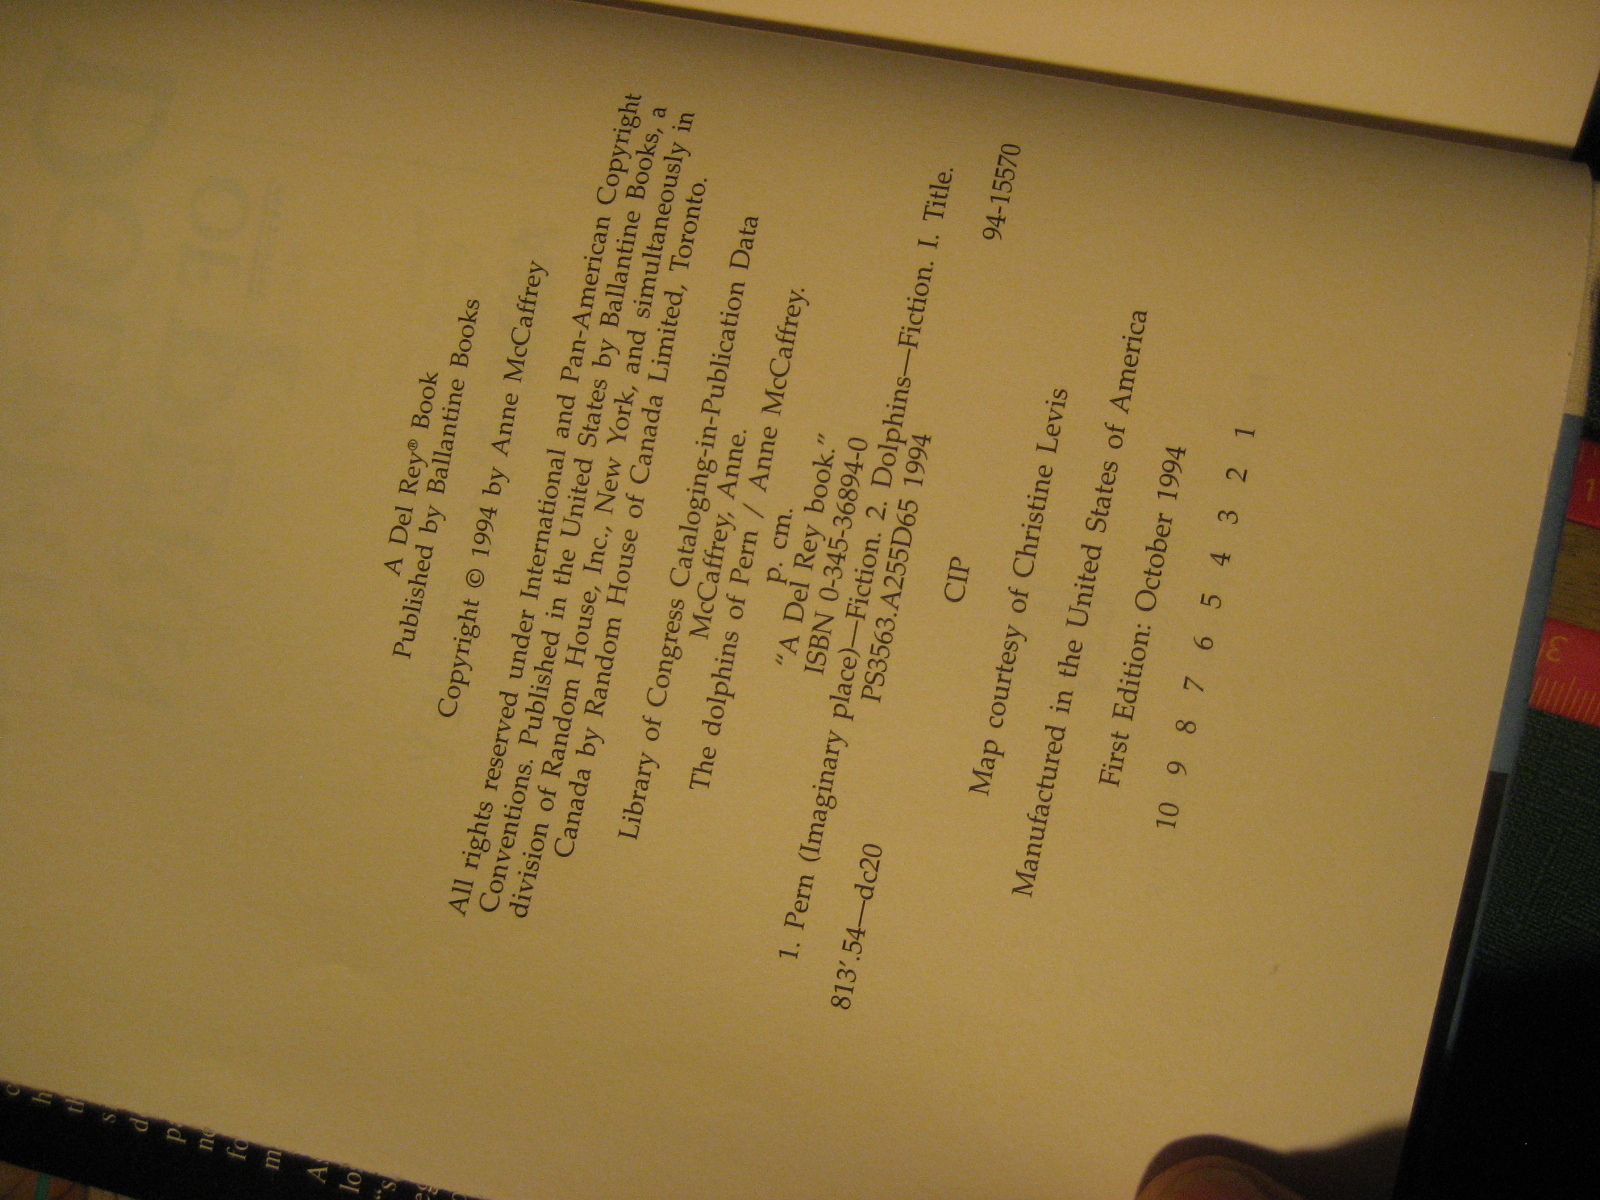 A Del Rey® Book
Published by Ballantine Books
Copyright © 1994 by Anne McCaffrey
All rights reserved under International and Pan-American Copyright
Conventions. Published in the United States by Ballantine Books, a
division of Random House, Inc., New York, and simultaneously in
Canada by Random House of Canada Limited, Toronto.
Library of Congress Cataloging-in-Publication Data
McCaffrey, Anne.
The dolphins of Pern / Anne McCaffrey.
p. cm.
"A Del Rey book."
ISBN 0-345-36894-0
1. Pern (Imaginary place)—Fiction. 2. Dolphins—Fiction. I. Title.
PS3563.A255D65 1994
813'.54—dc20 94-15570
CIP
Map courtesy of Christine Levis
Manufactured in the United States of America
First Edition: October 1994
10 9 8 7 6 5 4 3 2 1